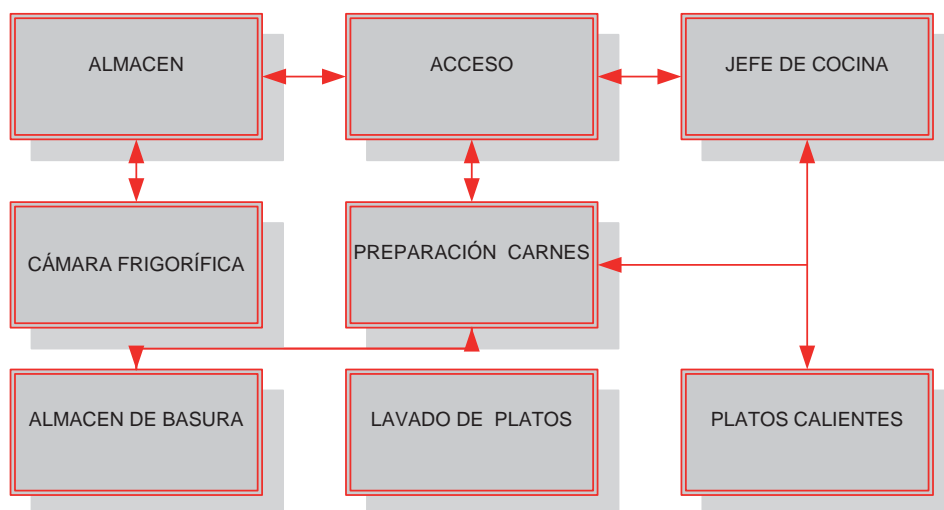 ALMACEN
ACCESO
JEFE DE COCINA
CÁMARA FRIGORÍFICA
PREPARACIÓN  CARNES
ALMACEN DE BASURA
LAVADO DE  PLATOS
PLATOS CALIENTES